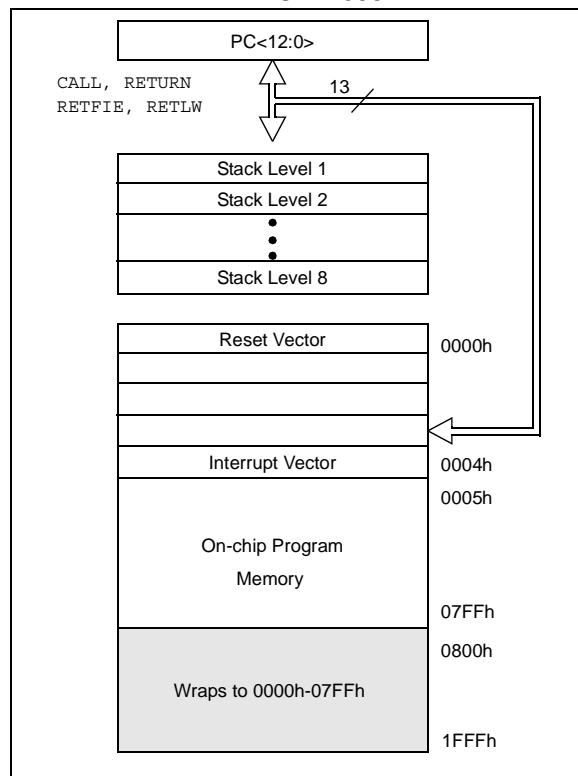 PC<12:0>
CALL, RETURN
RETFIE, RETLW
13
Stack Level 1
Stack Level 2
Stack Level 8
Reset Vector
0000h
Interrupt Vector
0004h
0005h
On-chip Program
Memory
07FFh
0800h
Wraps to 0000h-07FFh
1FFFh